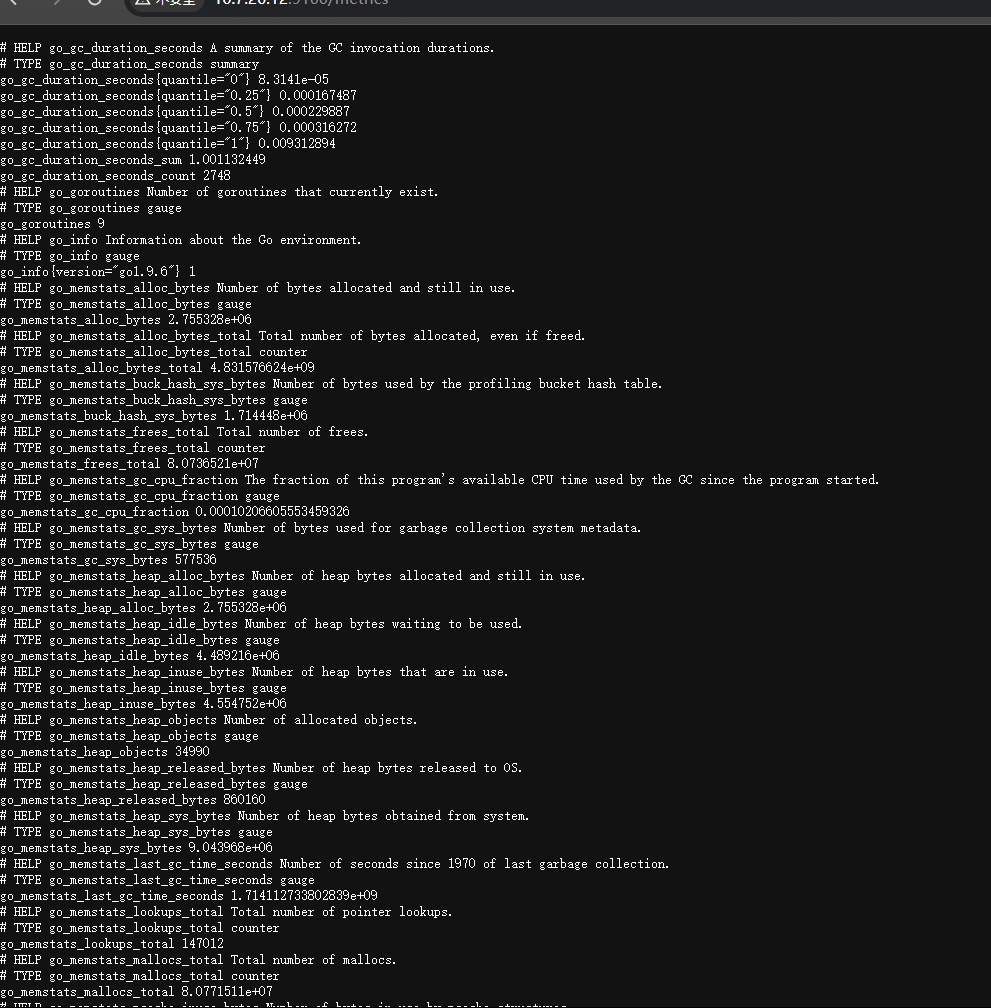 不安全 10.7.20.12:9100/metrics
# HELP go_gc_duration_seconds A summary of the GC invocation durations.
# TYPE go_gc_duration_seconds summary
go_gc_duration_seconds{quantile="0"} 8.3141e-05
go_gc_duration_seconds{quantile="0.25"} 0.000167487
go_gc_duration_seconds{quantile="0.5"} 0.000229887
go_gc_duration_seconds{quantile="0.75"} 0.000316272
go_gc_duration_seconds{quantile="1"} 0.009312894
go_gc_duration_seconds_sum 1.001132449
go_gc_duration_seconds_count 2748
# HELP go_goroutines Number of goroutines that currently exist.
# TYPE go_goroutines gauge
go_goroutines 9
# HELP go_info Information about the Go environment.
# TYPE go_info gauge
go_info{version="go1.9.6"} 1
# HELP go_memstats_alloc_bytes Number of bytes allocated and still in use.
# TYPE go_memstats_alloc_bytes gauge
go_memstats_alloc_bytes 2.755328e+06
# HELP go_memstats_alloc_bytes_total Total number of bytes allocated, even if freed.
# TYPE go_memstats_alloc_bytes_total counter
go_memstats_alloc_bytes_total 4.831576624e+09
# HELP go_memstats_buck_hash_sys_bytes Number of bytes used by the profiling bucket hash table.
# TYPE go_memstats_buck_hash_sys_bytes gauge
go_memstats_buck_hash_sys_bytes 1.714448e+06
# HELP go_memstats_frees_total Total number of frees.
# TYPE go_memstats_frees_total counter
go_memstats_frees_total 8.0736521e+07
# HELP go_memstats_gc_cpu_fraction The fraction of this program's available CPU time used by the GC since the program started.
# TYPE go_memstats_gc_cpu_fraction gauge
go_memstats_gc_cpu_fraction 0.00010206605553459326
# HELP go_memstats_gc_sys_bytes Number of bytes used for garbage collection system metadata.
# TYPE go_memstats_gc_sys_bytes gauge
go_memstats_gc_sys_bytes 577536
# HELP go_memstats_heap_alloc_bytes Number of heap bytes allocated and still in use.
# TYPE go_memstats_heap_alloc_bytes gauge
go_memstats_heap_alloc_bytes 2.755328e+06
# HELP go_memstats_heap_idle_bytes Number of heap bytes waiting to be used.
# TYPE go_memstats_heap_idle_bytes gauge
go_memstats_heap_idle_bytes 4.489216e+06
# HELP go_memstats_heap_inuse_bytes Number of heap bytes that are in use.
# TYPE go_memstats_heap_inuse_bytes gauge
go_memstats_heap_inuse_bytes 4.554752e+06
# HELP go_memstats_heap_objects Number of allocated objects.
# TYPE go_memstats_heap_objects gauge
go_memstats_heap_objects 34990
# HELP go_memstats_heap_released_bytes Number of heap bytes released to OS.
# TYPE go_memstats_heap_released_bytes gauge
go_memstats_heap_released_bytes 860160
# HELP go_memstats_heap_sys_bytes Number of heap bytes obtained from system.
# TYPE go_memstats_heap_sys_bytes gauge
go_memstats_heap_sys_bytes 9.043968e+06
# HELP go_memstats_last_gc_time_seconds Number of seconds since 1970 of last garbage collection.
# TYPE go_memstats_last_gc_time_seconds gauge
go_memstats_last_gc_time_seconds 1.714112733802839e+09
# HELP go_memstats_lookups_total Total number of pointer lookups.
# TYPE go_memstats_lookups_total counter
go_memstats_lookups_total 147012
# HELP go_memstats_mallocs_total Total number of mallocs.
# TYPE go_memstats_mallocs_total counter
go_memstats_mallocs_total 8.0771511e+07